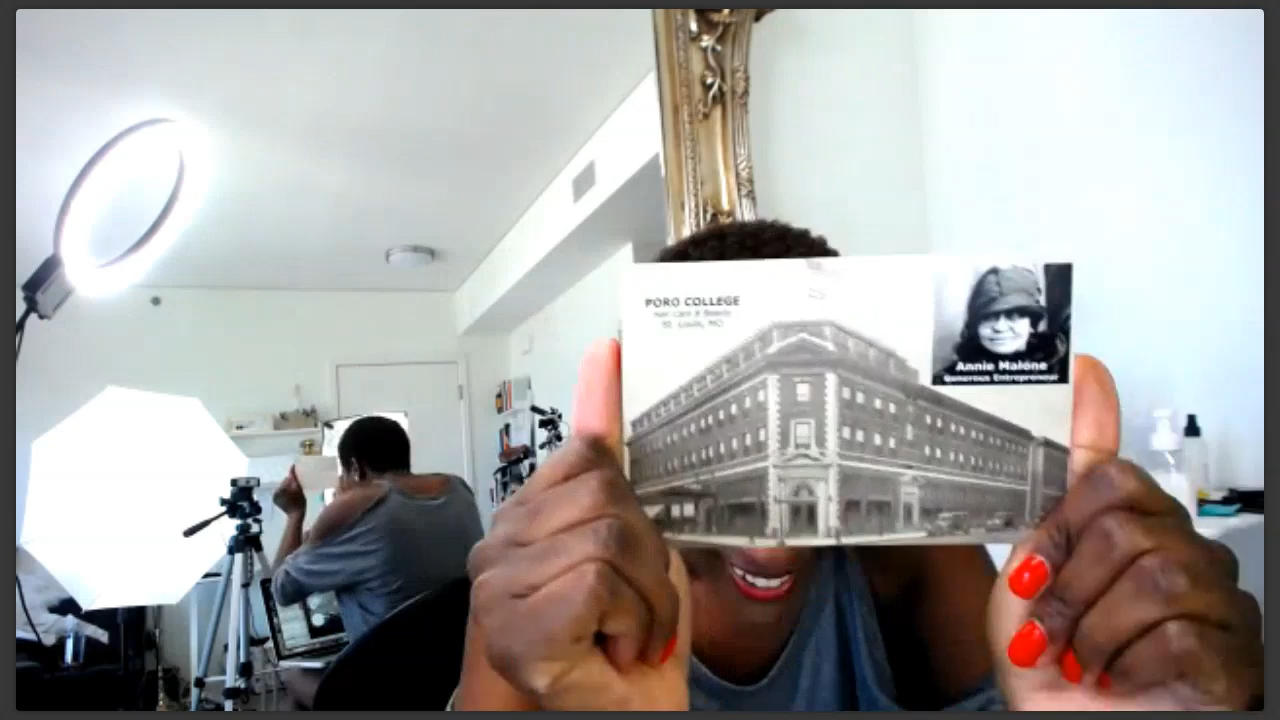 PORO COLLEGE
Hair Care & Beauty
St. Louis, MO
Annie Malone
Generous Entrepreneur